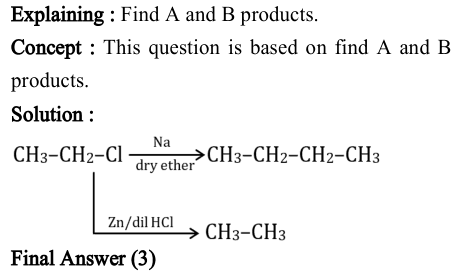 Explaining : Find A and B products.
Concept : This question is based on find A and B
products.
Solution :
CH3–CH2–Cl Na dry ether CH3–CH2–CH2–CH3
Zn/dil HCl CH3–CH3
Final Answer (3)